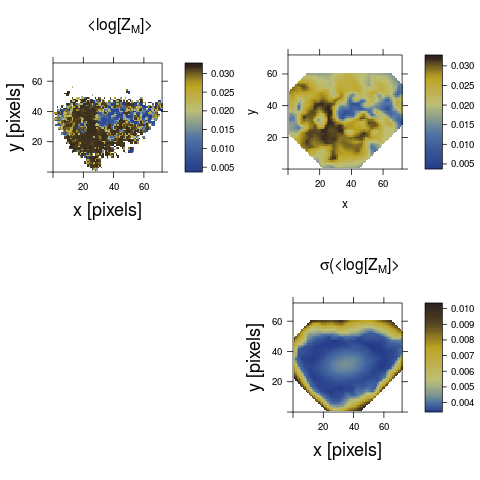 <log[Z_M]>
60
40
20
20 40 60
y [pixels]
x [pixels]
0.030
0.025
0.020
0.015
0.010
0.005
60
40
20
20 40 60
y
x
0.030
0.025
0.020
0.015
0.010
0.005
σ(<log[Z_M]>
60
40
20
20 40 60
y [pixels]
x [pixels]
0.010
0.009
0.008
0.007
0.006
0.005
0.004